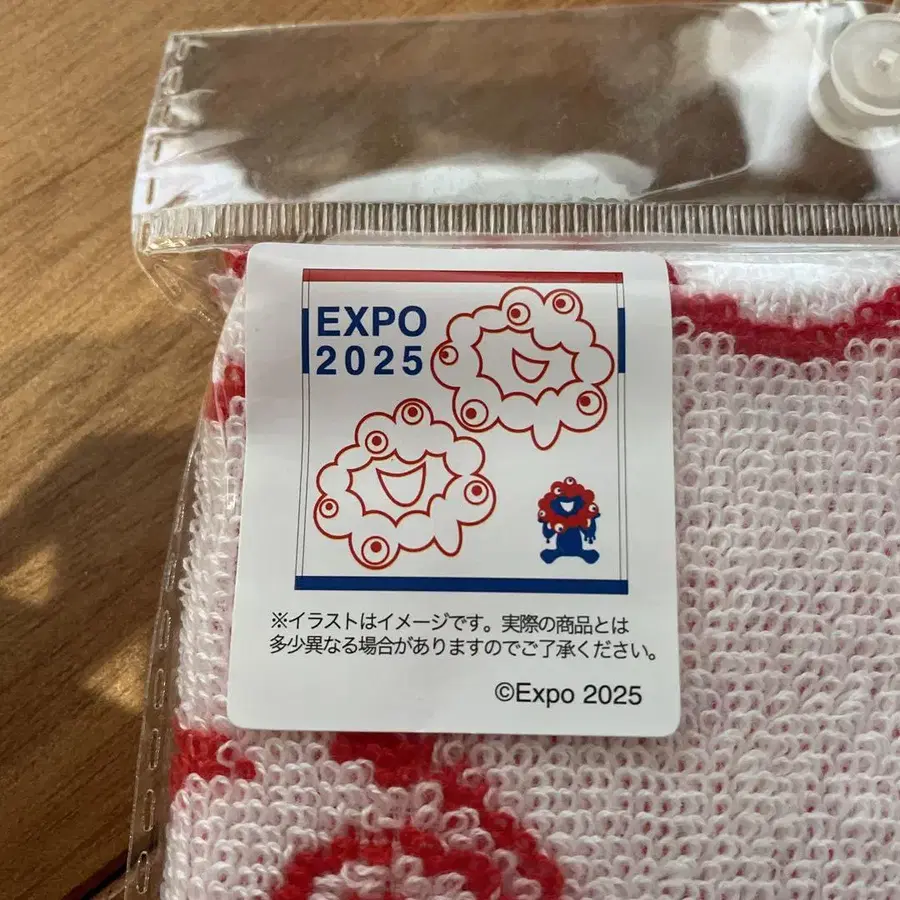 EXPO
2025
※イラストはイメージです。実際の商品とは
多少異なる場合がありますのでご了承ください。
©Expo 2025